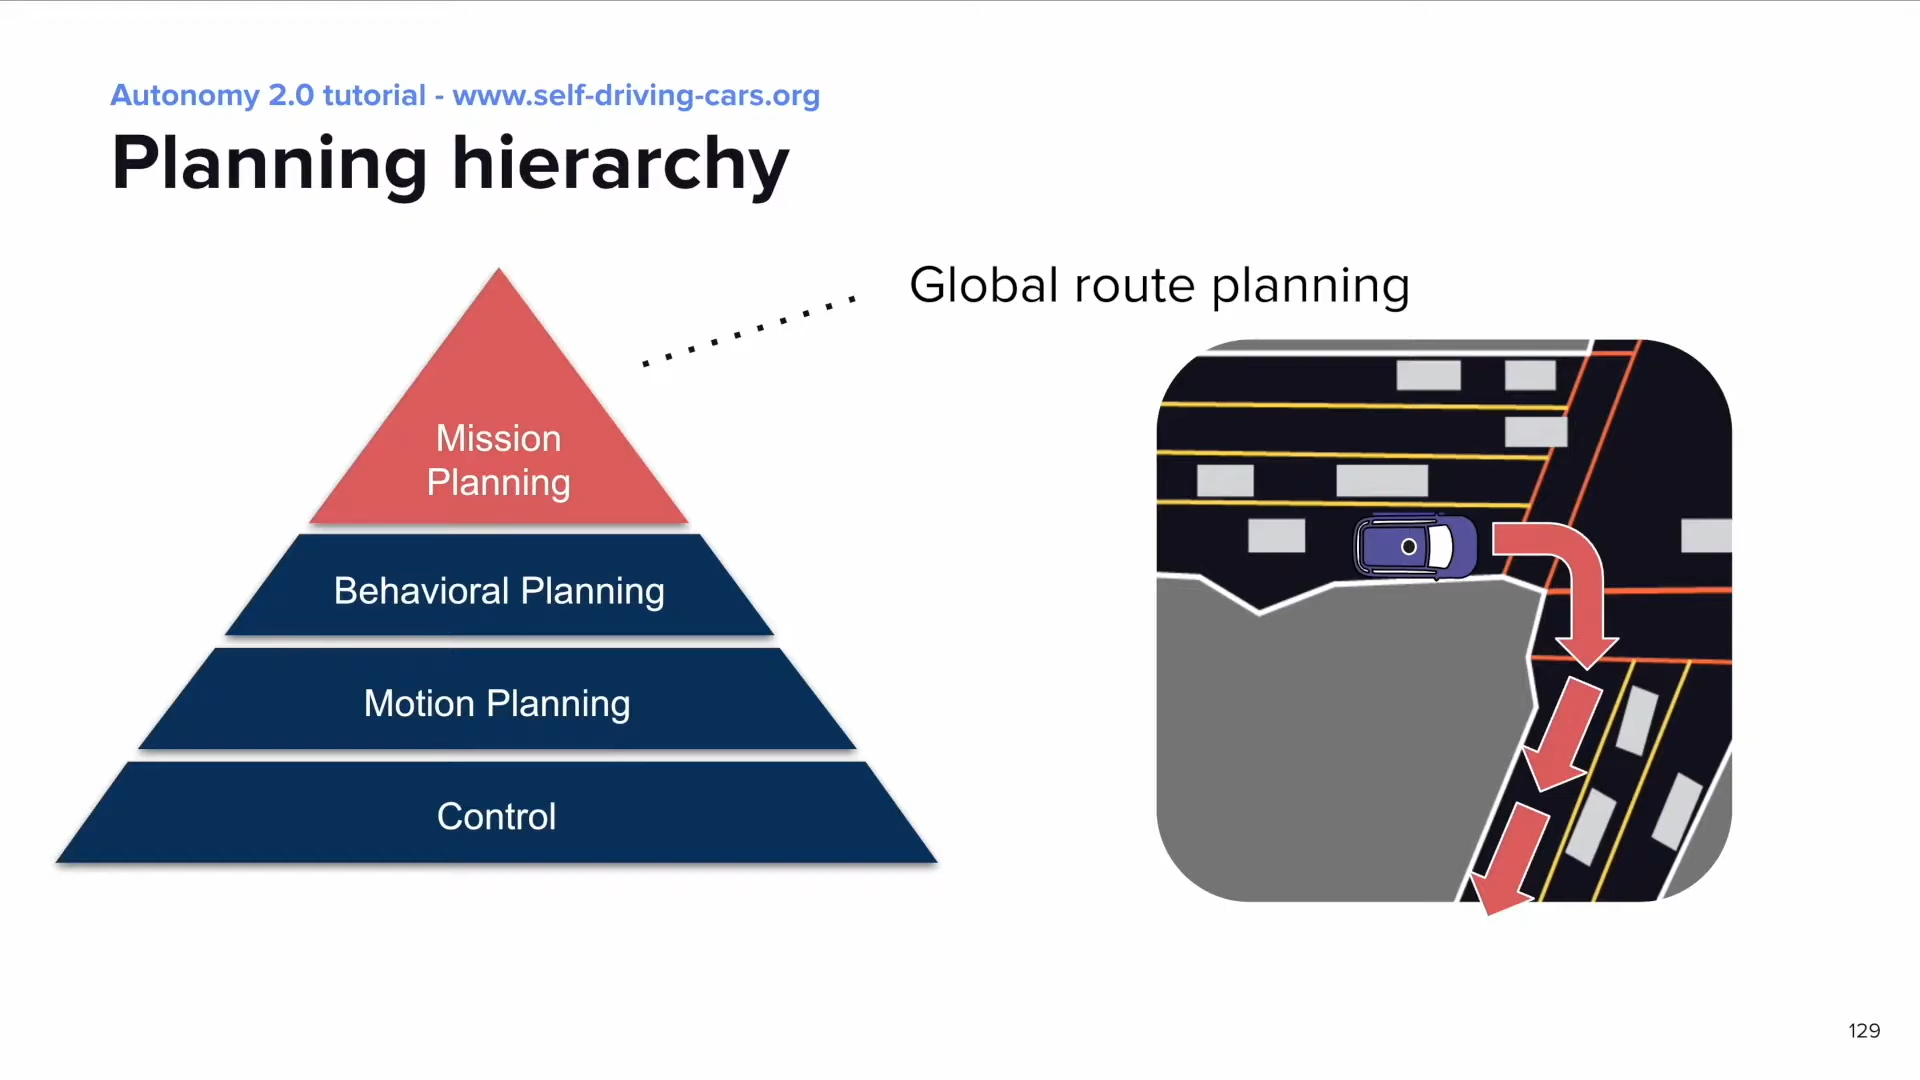 Autonomy 2.0 tutorial - www.self-driving-cars.org
Planning hierarchy
Global route planning
Mission
Planning
Behavioral Planning
Motion Planning
Control
129